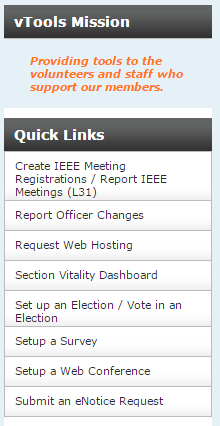 vTools Mission
Providing tools to the
volunteers and staff who
support our members.
Quick Links
Create IEEE Meeting
Registrations / Report IEEE
Meetings (L31)
Report Officer Changes
Request Web Hosting
Section Vitality Dashboard
Set up an Election / Vote in an
Election
Setup a Survey
Setup a Web Conference
Submit an eNotice Request